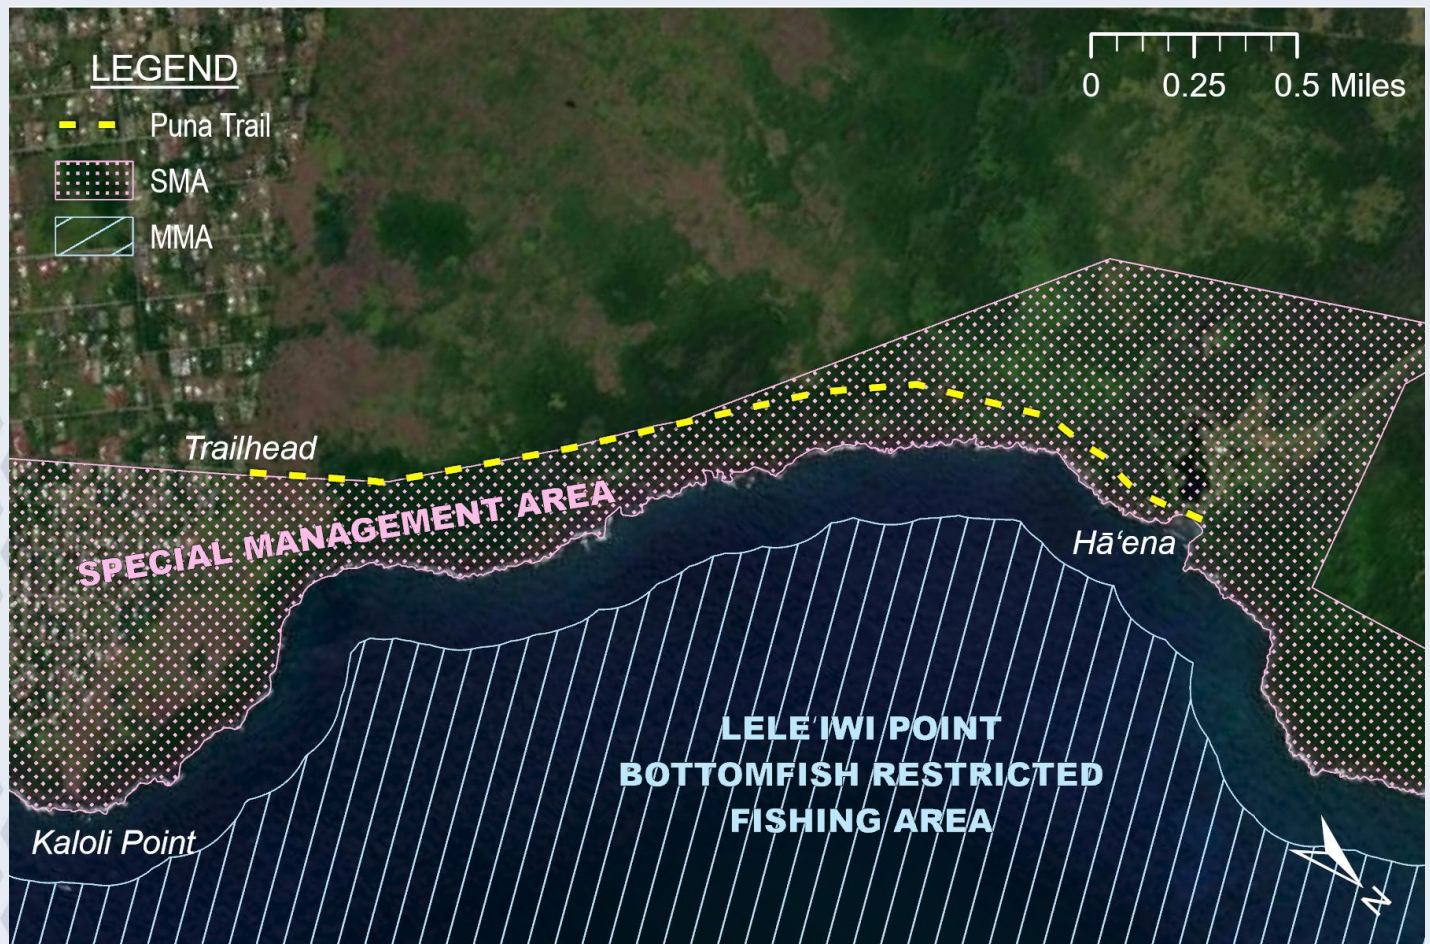 LEGEND
Puna Trail
SMA
MMA
0 0.25 0.5 Miles
Trailhead
SPECIAL MANAGEMENT AREA
Hāʻena
LELEʻIWI POINT
BOTTOMFISH RESTRICTED
FISHING AREA
Kaloli Point
N